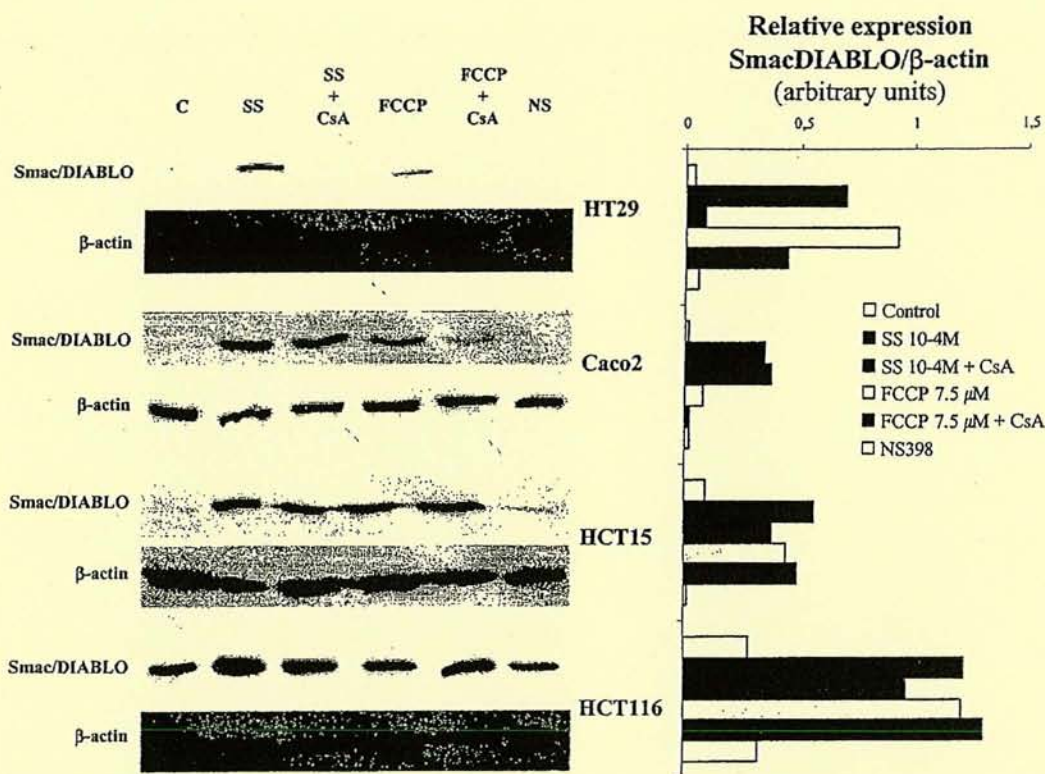 Relative expression
SmacDIABLO/β-actin
(arbitrary units)
C SS SS + CsA FCCP FCCP + CsA NS
0 0,5 1 1,5
Smac/DIABLO
β-actin
HT29
Smac/DIABLO
β-actin
Caco2
Smac/DIABLO
β-actin
HCT15
Smac/DIABLO
β-actin
HCT116
Control
SS 10-4M
SS 10-4M + CsA
FCCP 7.5 μM
FCCP 7.5 μM + CsA
NS398